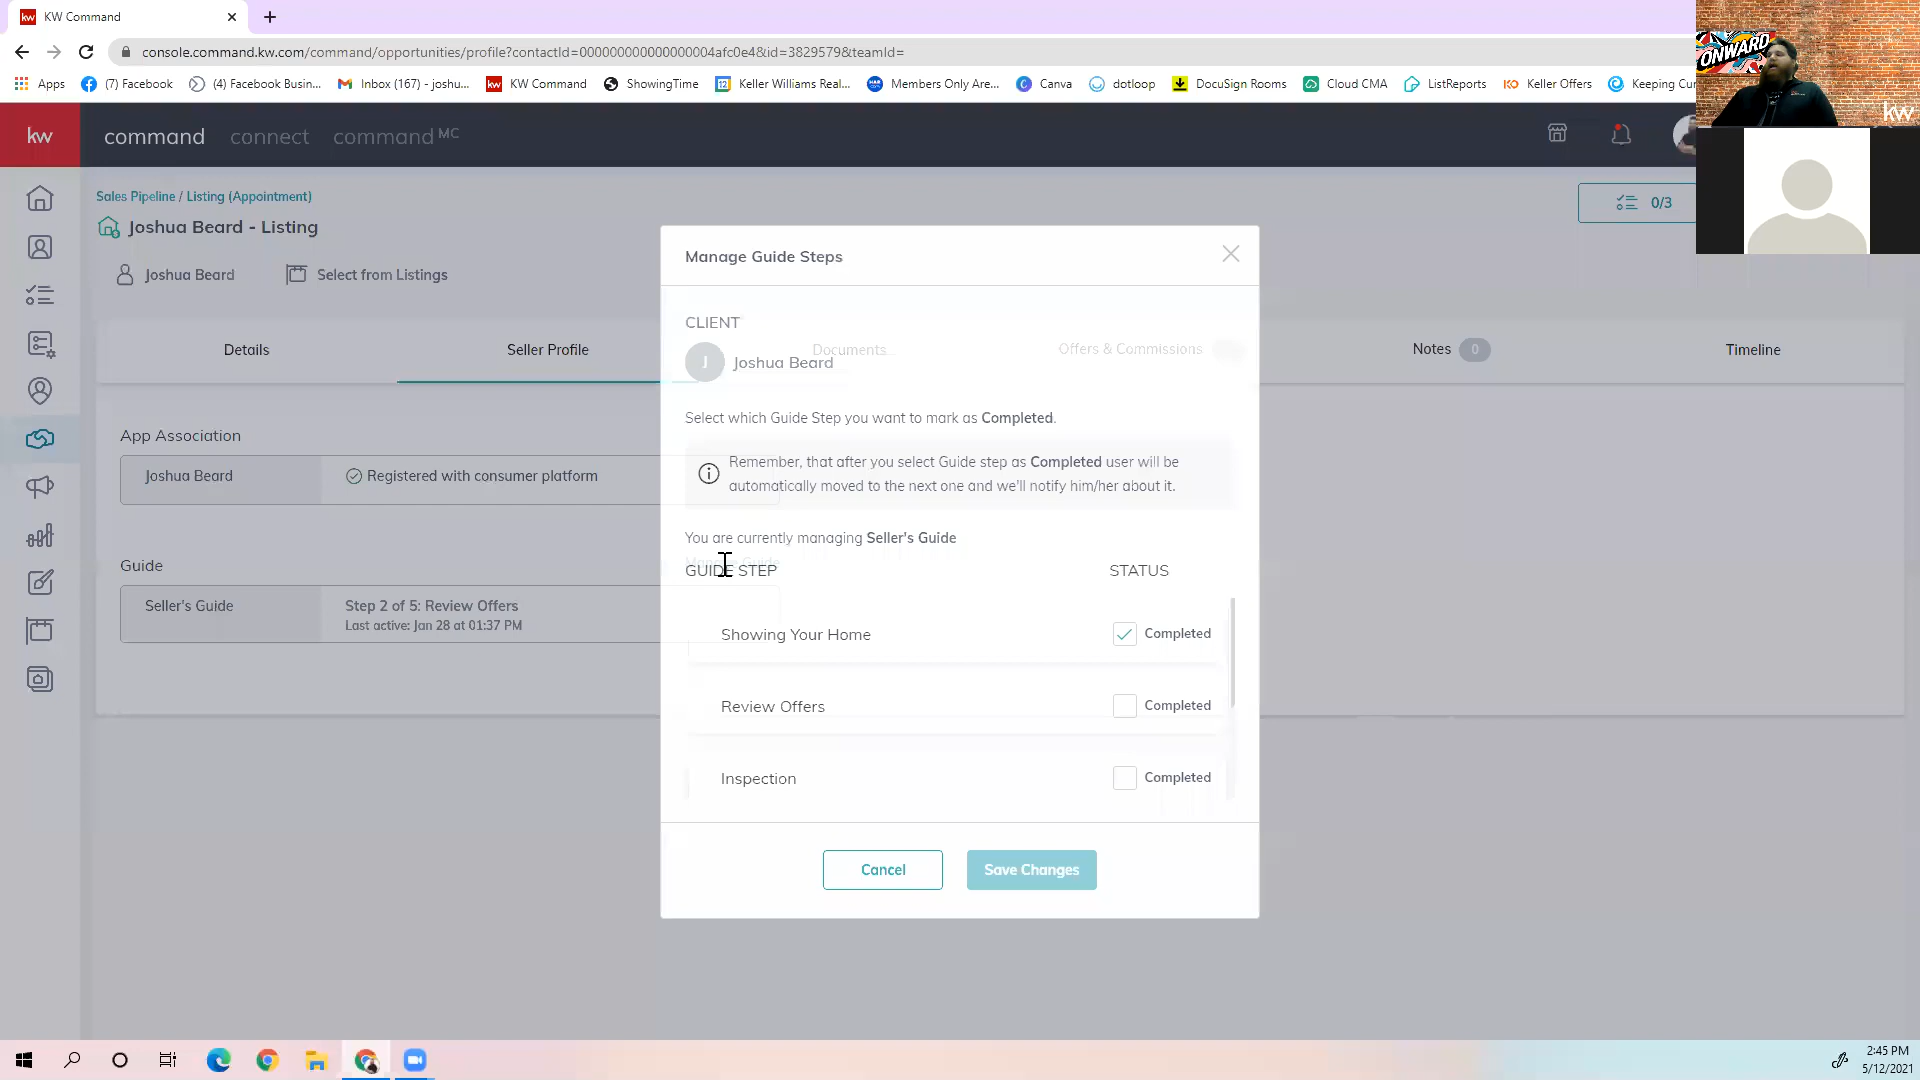 KW Command
console.command.kw.com/command/opportunities/profile?contactId=000000000000000004afc0e4&id=3829579&teamId=
Apps (7) Facebook (4) Facebook Busin... Inbox (167) - joshu... KW Command ShowingTime Keller Williams Real... Members Only Are... Canva dotloop DocuSign Rooms Cloud CMA ListReports Keller Offers Keeping Cur
ONWARD
kw
kw command connect command MC
Sales Pipeline / Listing (Appointment)
0/3
Joshua Beard - Listing
Joshua Beard Select from Listings
Details Seller Profile Documents... Offers & Commissions Notes 0 Timeline
App Association
Joshua Beard Registered with consumer platform
Guide
Seller's Guide Step 2 of 5: Review Offers
Last active: Jan 28 at 01:37 PM
Manage Guide Steps
CLIENT
J Joshua Beard
Select which Guide Step you want to mark as Completed.
Remember, that after you select Guide step as Completed user will be
automatically moved to the next one and we'll notify him/her about it.
You are currently managing Seller's Guide
GUIDE STEP STATUS
Showing Your Home Completed
Review Offers Completed
Inspection Completed
Cancel Save Changes
2:45 PM
5/12/2021